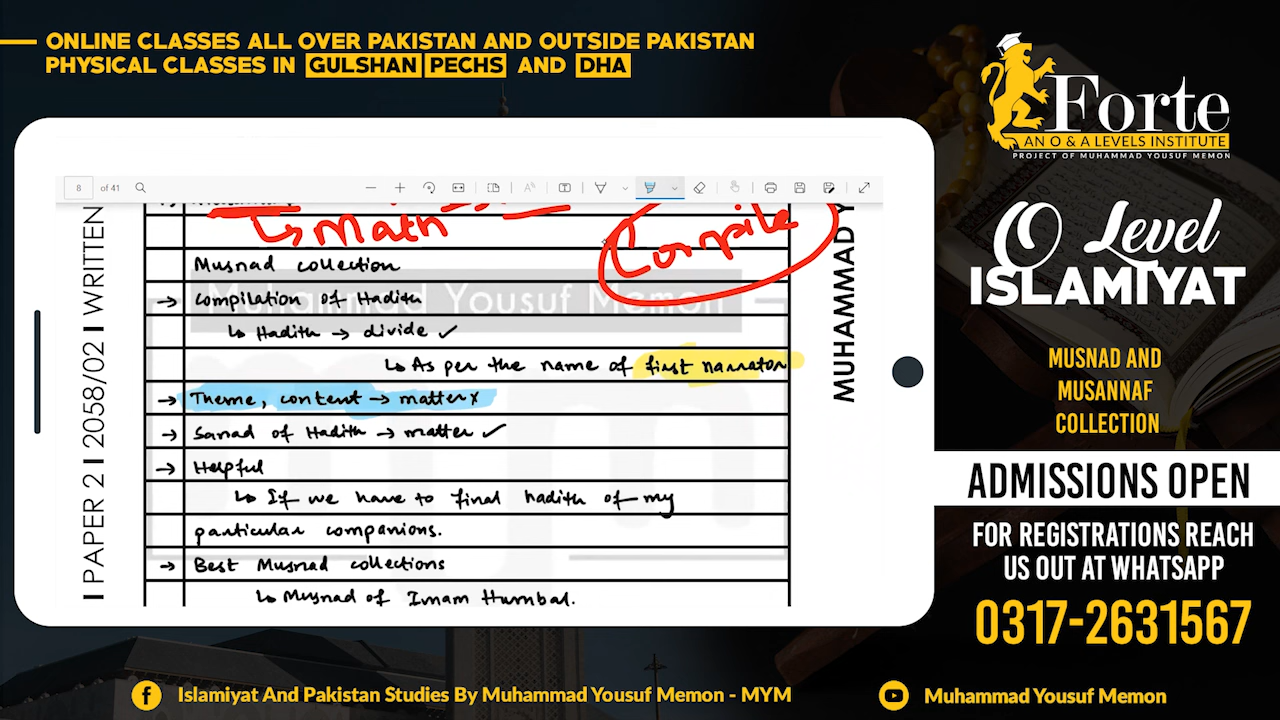 ONLINE CLASSES ALL OVER PAKISTAN AND OUTSIDE PAKISTAN
PHYSICAL CLASSES IN GULSHAN PECHS AND DHA
Forte
AN O & A LEVELS INSTITUTE
PROJECT OF MUHAMMAD YOUSUF MEMON
O Level
ISLAMIYAT
MUSNAD AND
MUSANNAF
COLLECTION
ADMISSIONS OPEN
FOR REGISTRATIONS REACH
US OUT AT WHATSAPP
0317-2631567
8 of 41
I PAPER 2 I 2058/02 I WRITTEN
MUHAMMAD Y
↳ Math
Compile
Musnad collection
Muhammad Yousuf Memon
→ Compilation of Hadith
↳ Hadith → divide ✓
↳ As per the name of first narrator
→ Theme, content → matter x
→ Sanad of Hadith → matter ✓
→ Helpful
↳ If we have to final hadith of my
particular companions.
→ Best Musnad collections
↳ Musnad of Imam Humbal.
Islamiyat And Pakistan Studies By Muhammad Yousuf Memon - MYM
Muhammad Yousuf Memon